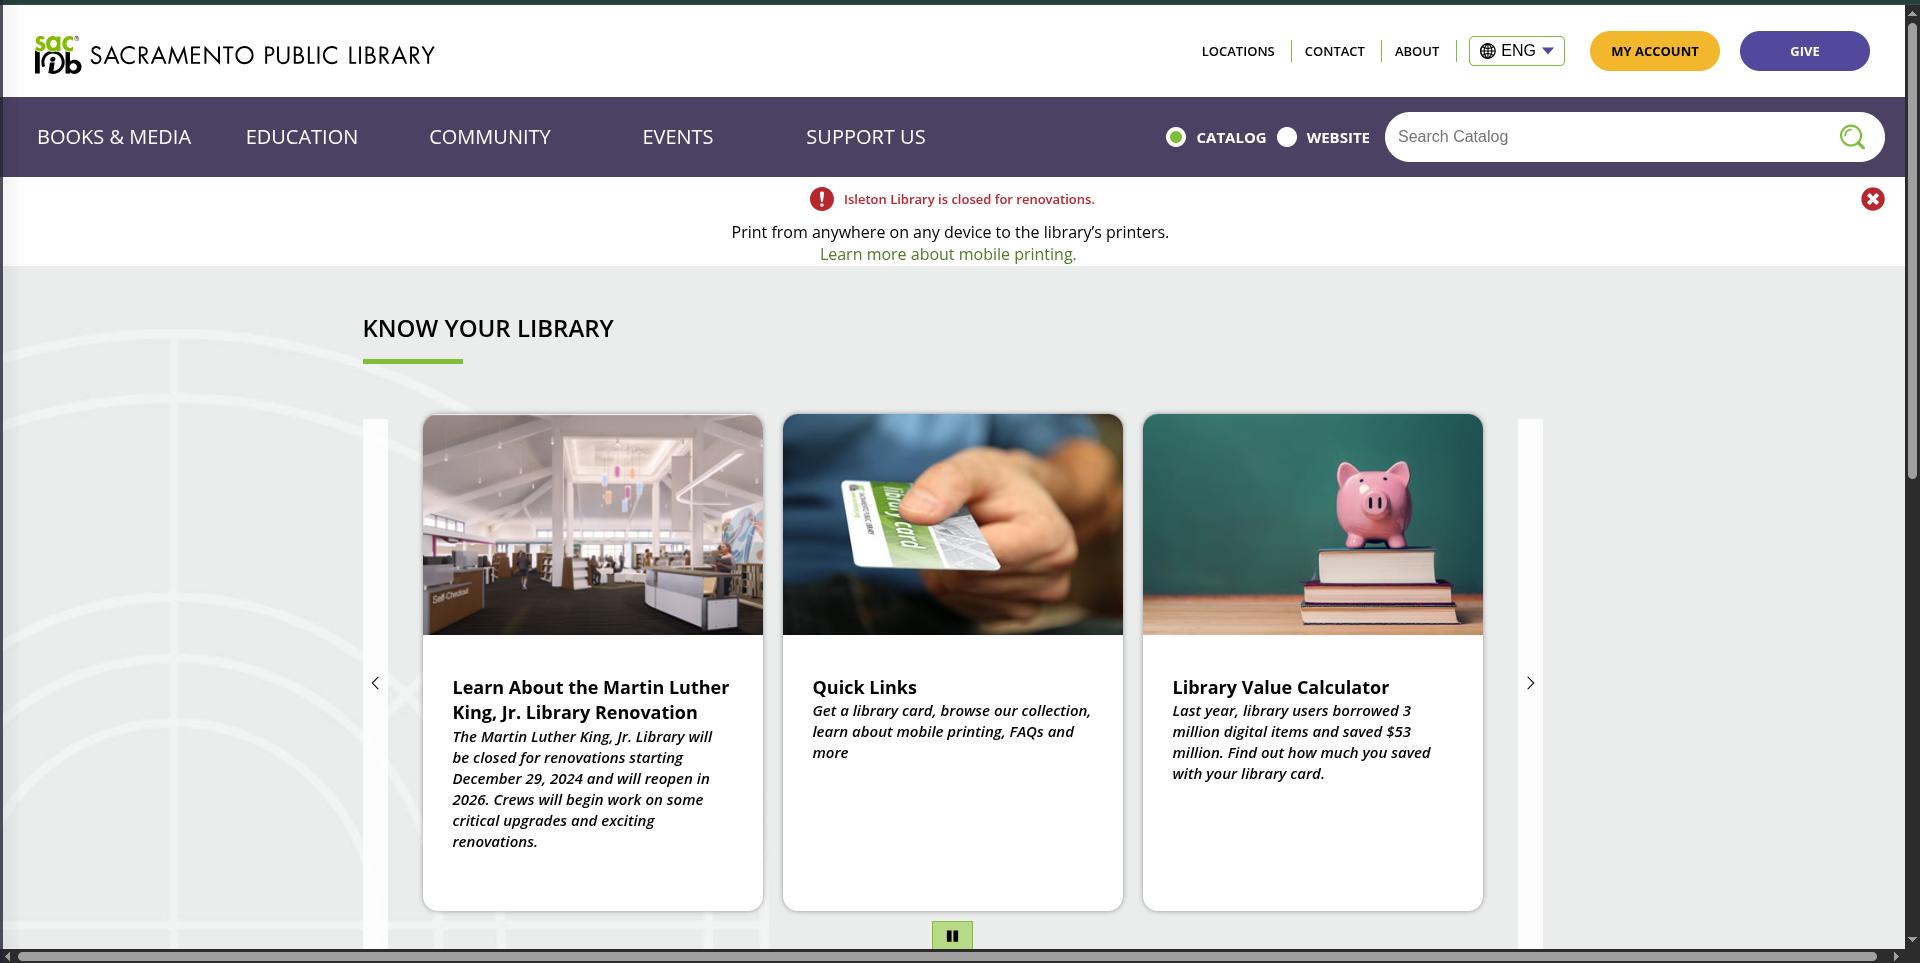 saclib® SACRAMENTO PUBLIC LIBRARY
LOCATIONS CONTACT ABOUT ENG MY ACCOUNT GIVE
BOOKS & MEDIA EDUCATION COMMUNITY EVENTS SUPPORT US CATALOG WEBSITE Search Catalog
Isleton Library is closed for renovations.
Print from anywhere on any device to the library’s printers.
Learn more about mobile printing.
KNOW YOUR LIBRARY
Self-Checkout
library card
Learn About the Martin Luther
King, Jr. Library Renovation
The Martin Luther King, Jr. Library will
be closed for renovations starting
December 29, 2024 and will reopen in
2026. Crews will begin work on some
critical upgrades and exciting
renovations.
Quick Links
Get a library card, browse our collection,
learn about mobile printing, FAQs and
more
Library Value Calculator
Last year, library users borrowed 3
million digital items and saved $53
million. Find out how much you saved
with your library card.